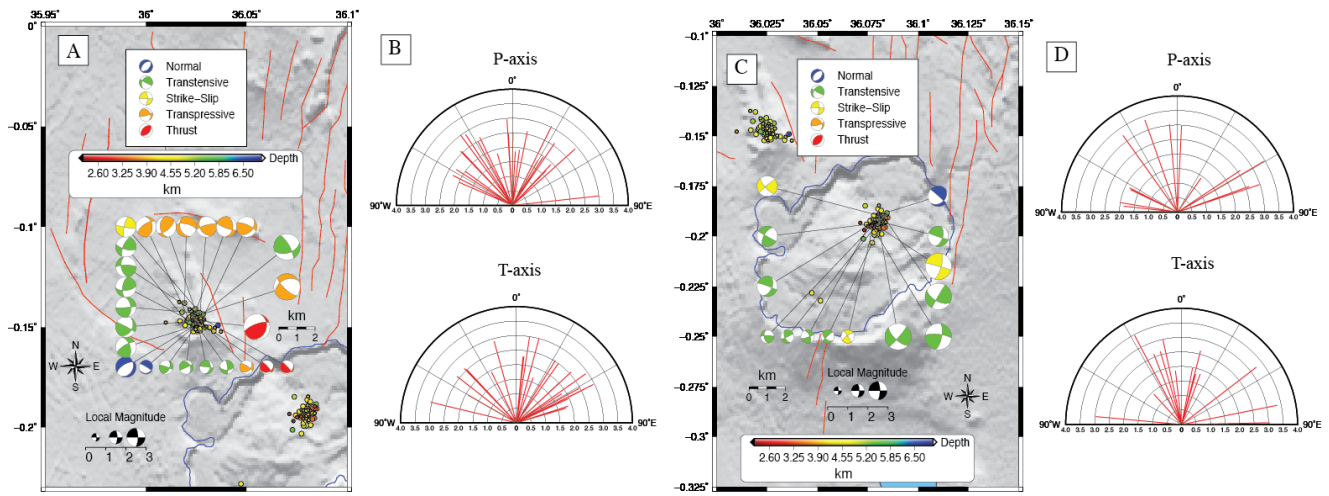 35.95° 36° 36.05° 36.1°
0°
−0.05°
−0.1°
−0.15°
−0.2°
A
Normal
Transtensive
Strike−Slip
Transpressive
Thrust
Depth
2.60 3.25 3.90 4.55 5.20 5.85 6.50
km
km
0 1 2
N
W E
S
Local Magnitude
0 1 2 3
B
P-axis
0°
90°W 90°E
4.0 3.5 3.0 2.5 2.0 1.5 1.0 0.5 0.0 0.5 1.0 1.5 2.0 2.5 3.0 3.5 4.0
T-axis
0°
90°W 90°E
4.0 3.5 3.0 2.5 2.0 1.5 1.0 0.5 0.0 0.5 1.0 1.5 2.0 2.5 3.0 3.5 4.0
36° 36.025° 36.05° 36.075° 36.1° 36.125° 36.15°
−0.1°
−0.125°
−0.15°
−0.175°
−0.2°
−0.225°
−0.25°
−0.275°
−0.3°
−0.325°
C
Normal
Transtensive
Strike−Slip
Transpressive
Thrust
km
0 1 2
Local Magnitude
0 1 2 3
N
W E
S
Depth
2.60 3.25 3.90 4.55 5.20 5.85 6.50
km
D
P-axis
0°
90°W 90°E
4.0 3.5 3.0 2.5 2.0 1.5 1.0 0.5 0.0 0.5 1.0 1.5 2.0 2.5 3.0 3.5 4.0
T-axis
0°
90°W 90°E
4.0 3.5 3.0 2.5 2.0 1.5 1.0 0.5 0.0 0.5 1.0 1.5 2.0 2.5 3.0 3.5 4.0